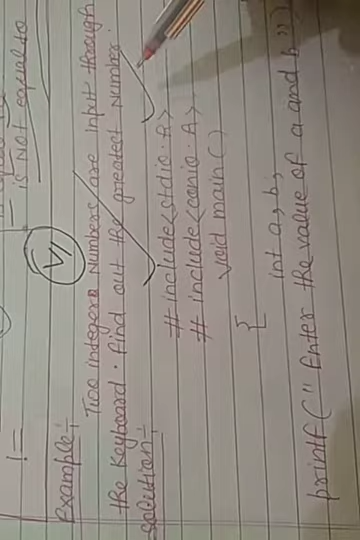 != is Not equal to
VI
Example:-
Two integers Numbers are input through
the Keyboard. Find out the greatest Number.
Solution:-
# include<stdio.h>
# include<conio.h>
void main()
{
int a, b;
printf(" Enter the value of a and b ")